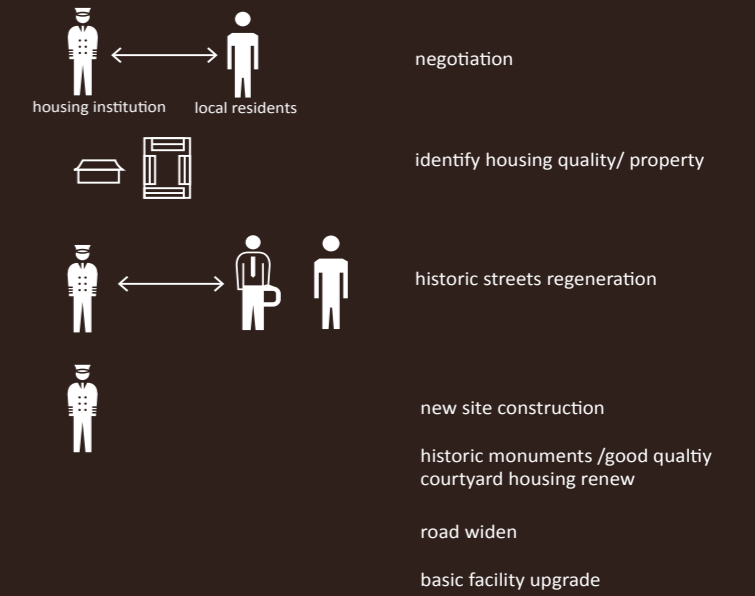 negotiation
housing institution
local residents
identify housing quality/ property
historic streets regeneration
new site construction
historic monuments /good qualtiy
courtyard housing renew
road widen
basic facility upgrade